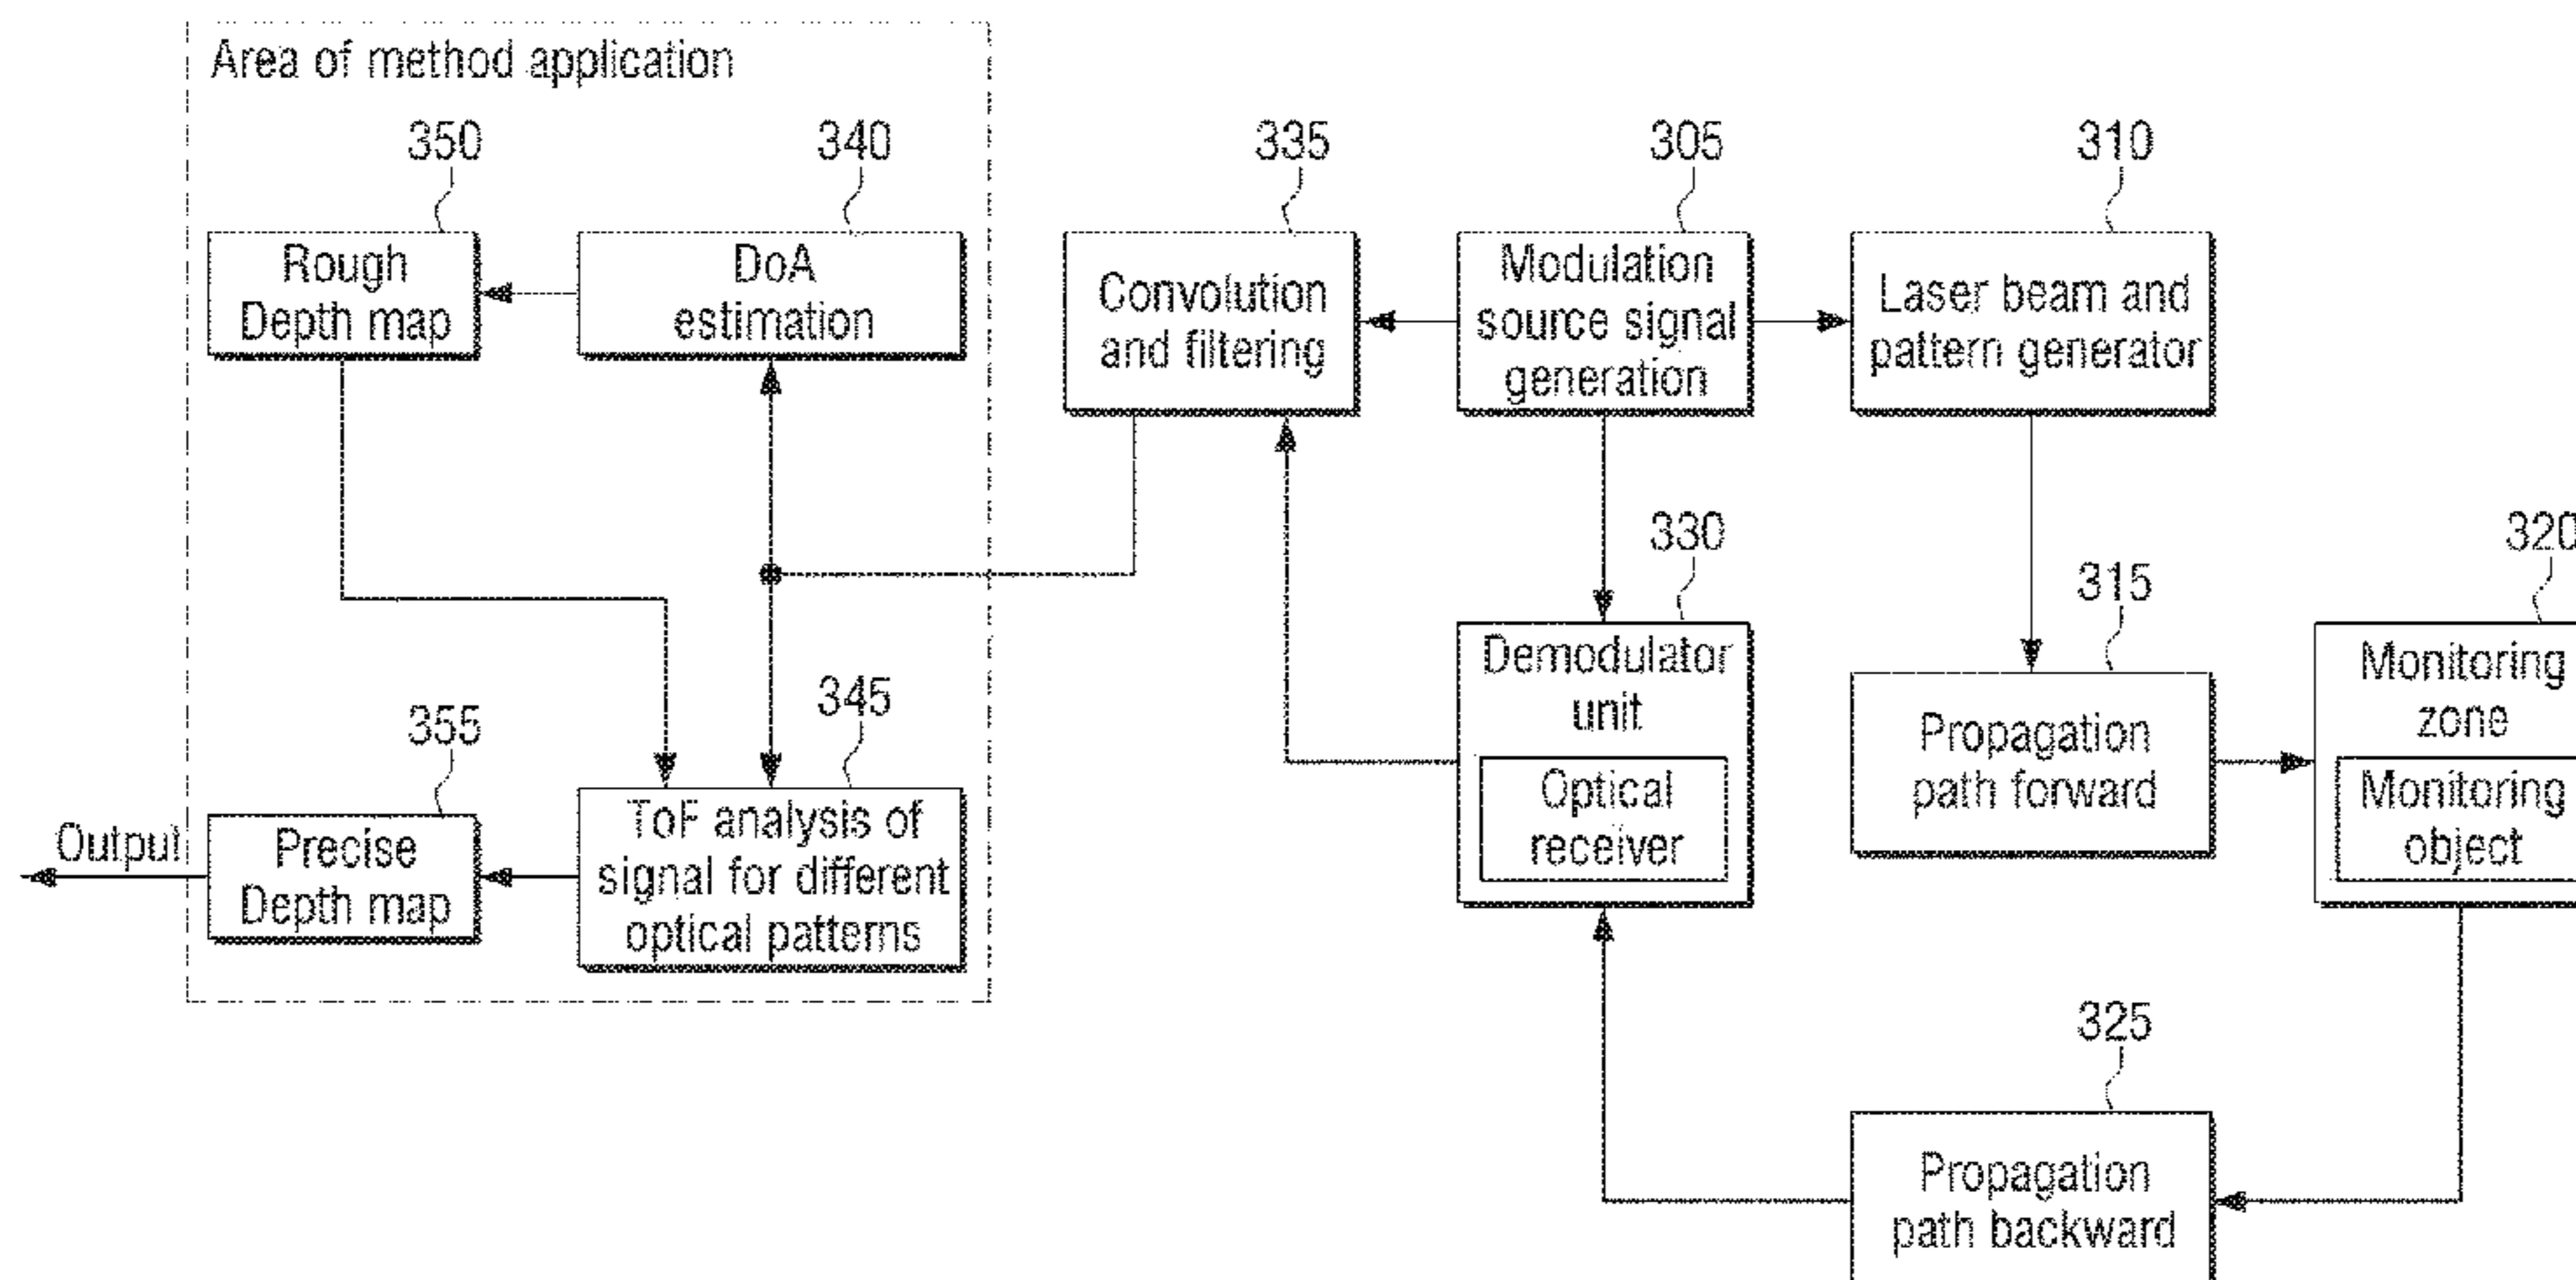 Area of method application
350
340
335
305
310
Rough
Depth map
DoA
estimation
Convolution
and filtering
Modulation
source signal
generation
Laser beam and
pattern generator
330
315
320
Demodulator
unit
Optical
receiver
Propagation
path forward
Monitoring
zone
Monitoring
object
355
345
Output
Precise
Depth map
ToF analysis of
signal for different
optical patterns
325
Propagation
path backward